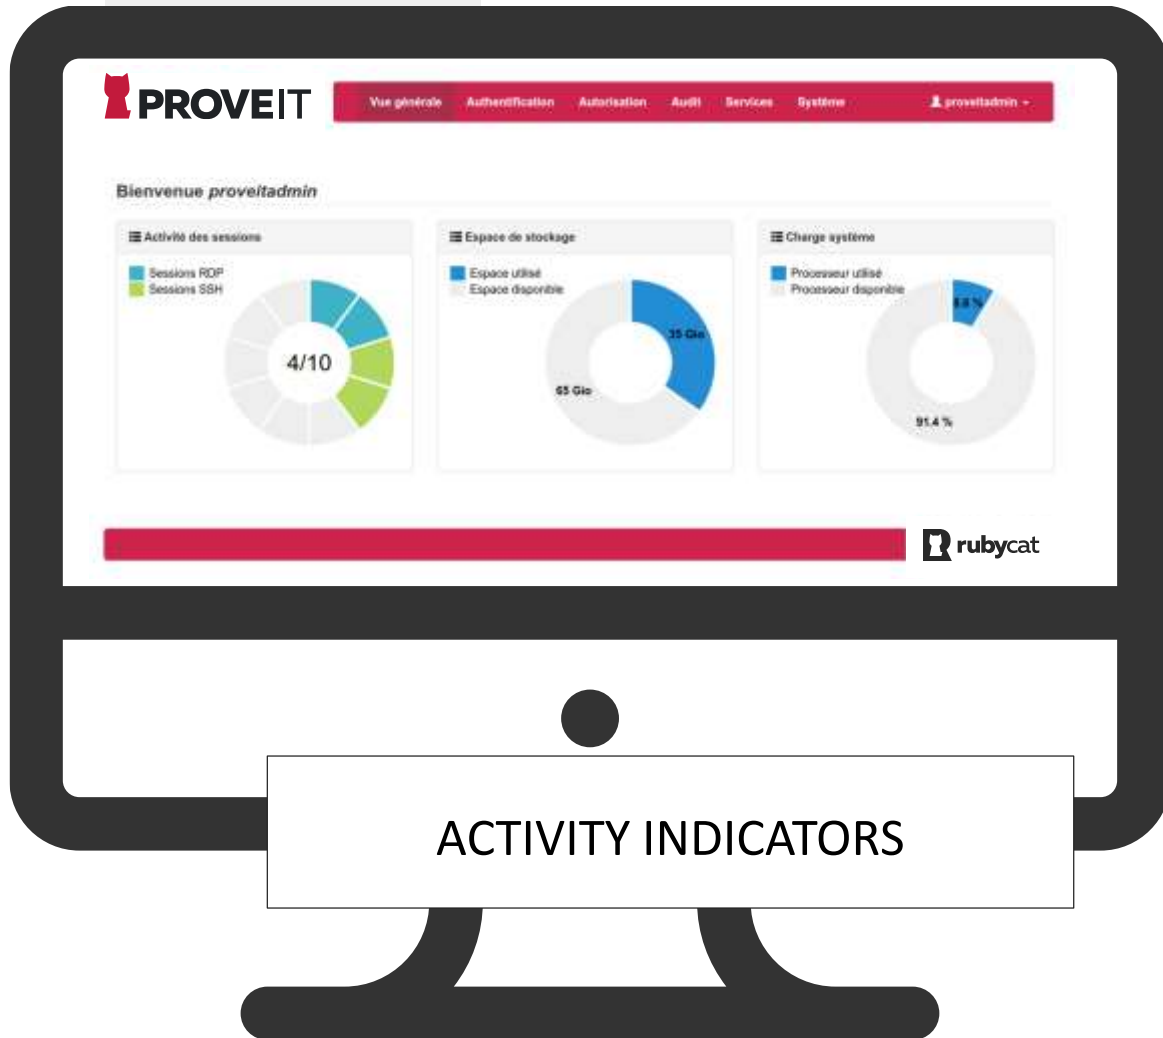 PROVEIT
Vue générale Authentification Autorisation Audit Services Système proveitadmin
Bienvenue proveitadmin
Activité des sessions
Sessions RDP
Sessions SSH
4/10
Espace de stockage
Espace utilisé
Espace disponible
35 Gio
65 Gio
Charge système
Processeur utilisé
Processeur disponible
8.6 %
91.4 %
rubycat
ACTIVITY INDICATORS